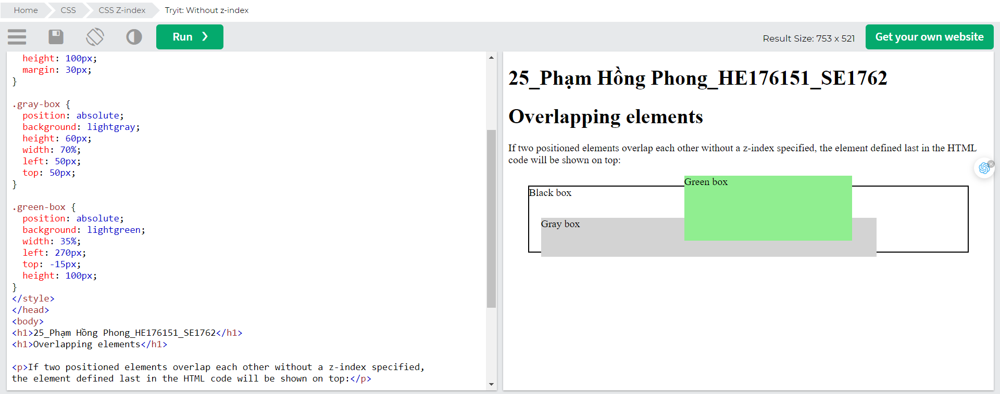 Home CSS CSS Z-index Tryit: Without z-index
Run ❯ Result Size: 753 x 521 Get your own website
height: 100px;
margin: 30px;
}
.gray-box {
position: absolute;
background: lightgray;
height: 60px;
width: 70%;
left: 50px;
top: 50px;
}
.green-box {
position: absolute;
background: lightgreen;
width: 35%;
left: 270px;
top: -15px;
height: 100px;
}
</style>
</head>
<body>
<h1>25_Phạm Hồng Phong_HE176151_SE1762</h1>
<h1>Overlapping elements</h1>
<p>If two positioned elements overlap each other without a z-index specified,
the element defined last in the HTML code will be shown on top:</p>
25_Phạm Hồng Phong_HE176151_SE1762
Overlapping elements
If two positioned elements overlap each other without a z-index specified, the element defined last in the HTML
code will be shown on top:
Green box
Black box
Gray box